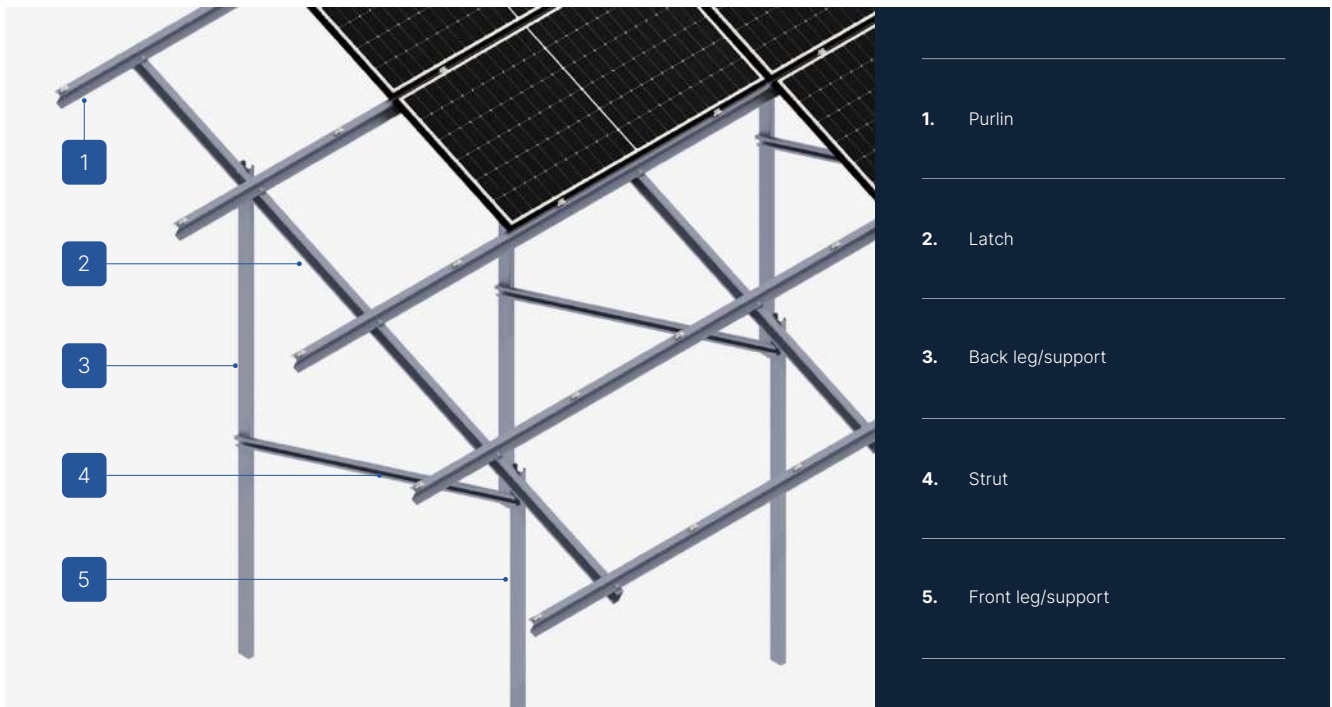 1
2
3
4
5
1. Purlin
2. Latch
3. Back leg/support
4. Strut
5. Front leg/support